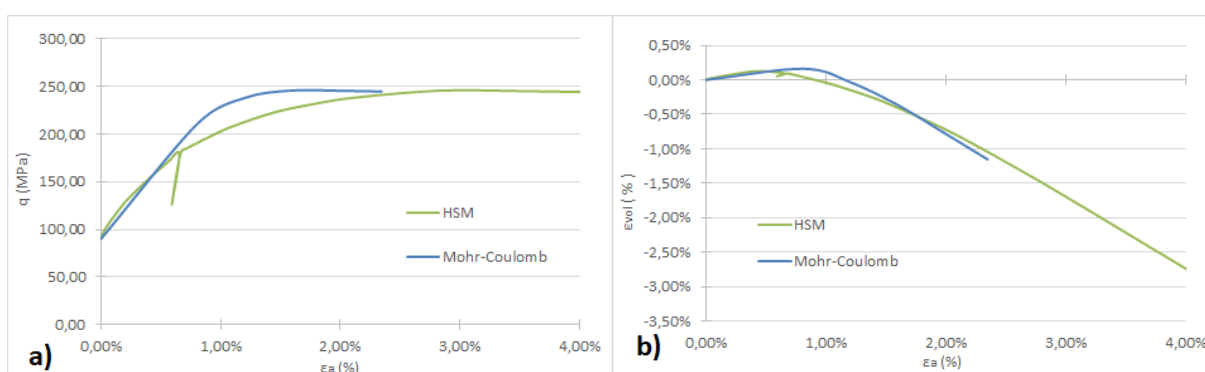 300,00
250,00
200,00
150,00
100,00
50,00
0,00
q (MPa)
HSM
Mohr-Coulomb
0,00%
1,00%
2,00%
3,00%
4,00%
εa (%)
a)
0,50%
0,00%
-0,50%
-1,00%
-1,50%
-2,00%
-2,50%
-3,00%
-3,50%
εvol ( % )
HSM
Mohr-Coulomb
0,00%
1,00%
2,00%
3,00%
4,00%
εa (%)
b)